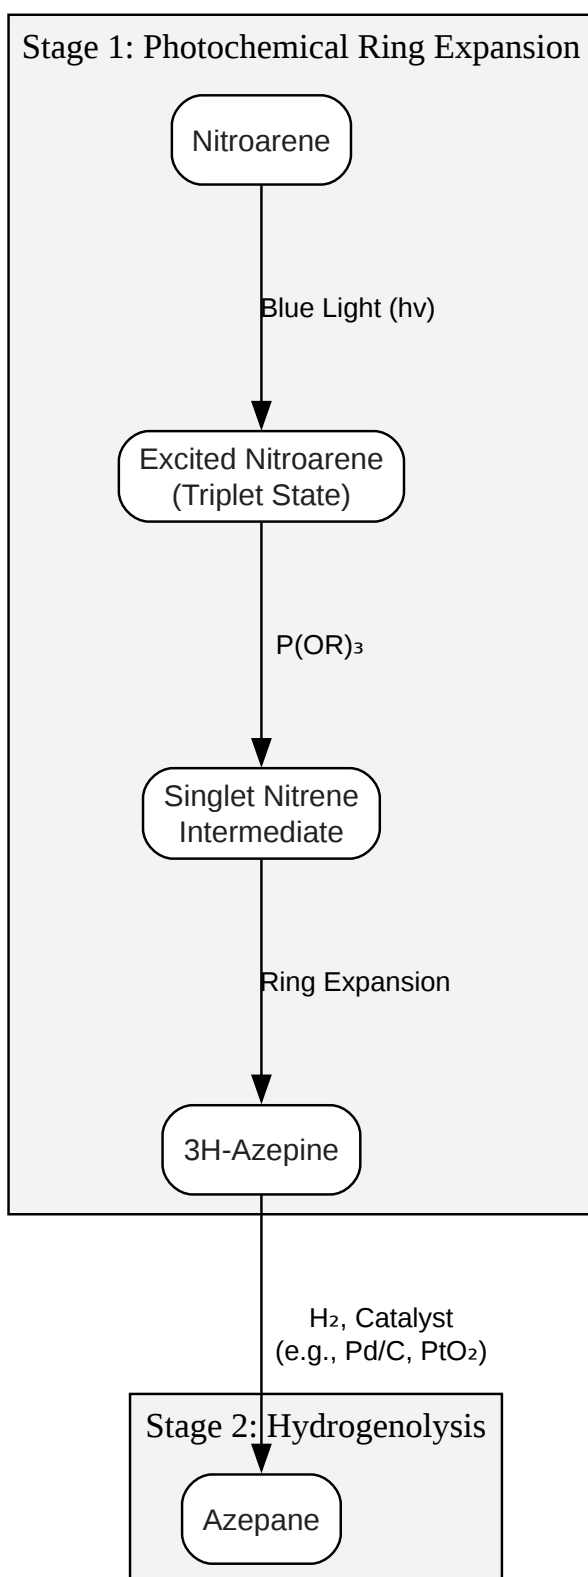 Stage 1: Photochemical Ring Expansion
Nitroarene
Blue Light (hv)
Excited Nitroarene
(Triplet State)
P(OR)₃
Singlet Nitrene
Intermediate
Ring Expansion
3H-Azepine
H₂, Catalyst
(e.g., Pd/C, PtO₂)
Stage 2: Hydrogenolysis
Azepane